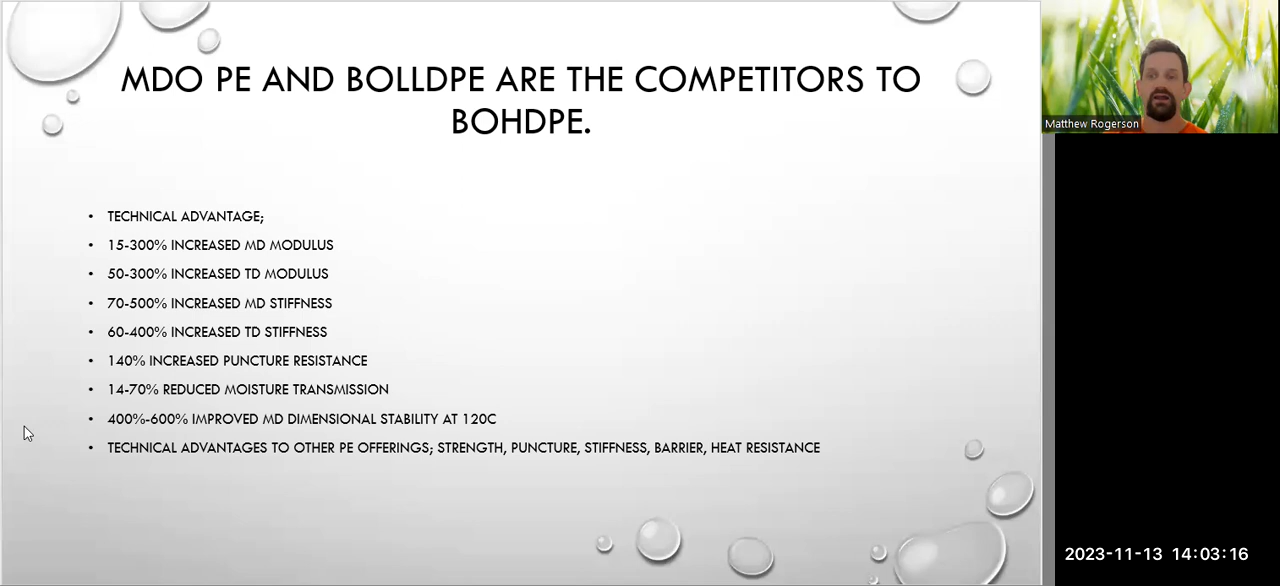 MDO PE AND BOLLDPE ARE THE COMPETITORS TO
BOHDPE.
• TECHNICAL ADVANTAGE;
• 15-300% INCREASED MD MODULUS
• 50-300% INCREASED TD MODULUS
• 70-500% INCREASED MD STIFFNESS
• 60-400% INCREASED TD STIFFNESS
• 140% INCREASED PUNCTURE RESISTANCE
• 14-70% REDUCED MOISTURE TRANSMISSION
• 400%-600% IMPROVED MD DIMENSIONAL STABILITY AT 120C
• TECHNICAL ADVANTAGES TO OTHER PE OFFERINGS; STRENGTH, PUNCTURE, STIFFNESS, BARRIER, HEAT RESISTANCE
Matthew Rogerson
2023-11-13 14:03:16